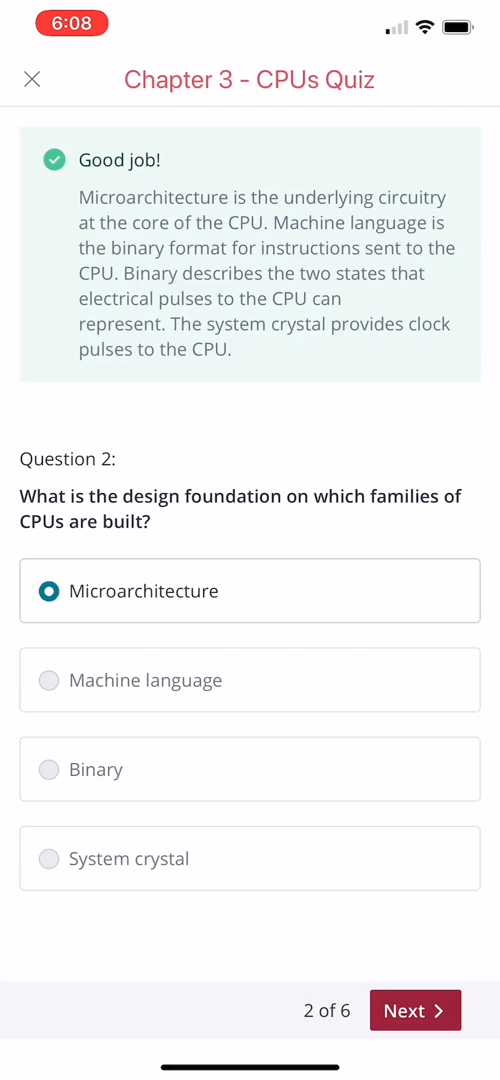 6:08
Chapter 3 - CPUs Quiz
Good job!
Microarchitecture is the underlying circuitry
at the core of the CPU. Machine language is
the binary format for instructions sent to the
CPU. Binary describes the two states that
electrical pulses to the CPU can
represent. The system crystal provides clock
pulses to the CPU.
Question 2:
What is the design foundation on which families of
CPUs are built?
Microarchitecture
Machine language
Binary
System crystal
2 of 6
Next